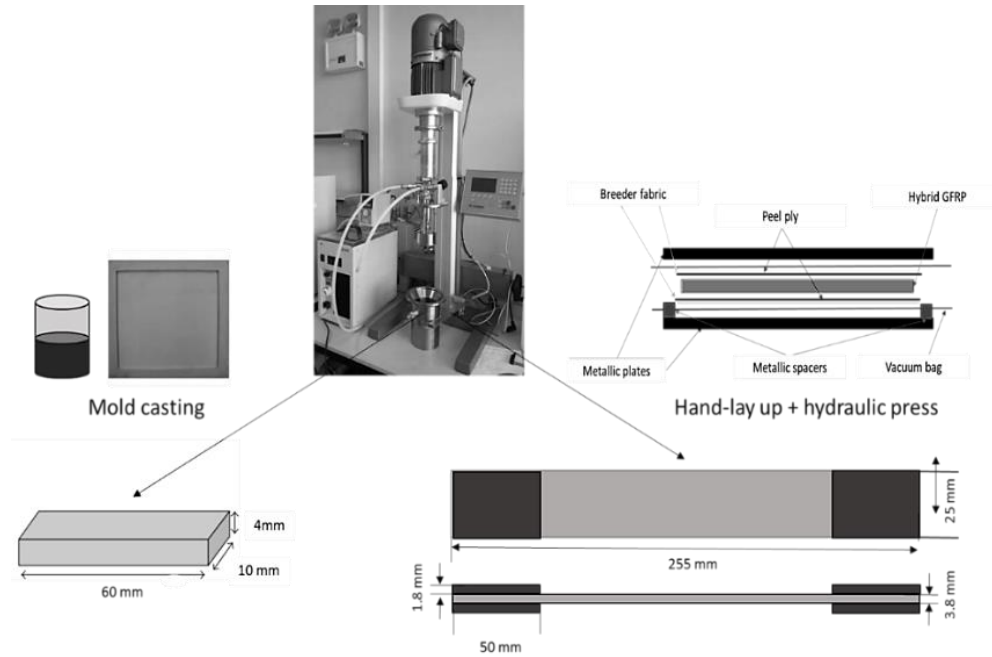 Breeder fabric
Hybrid GFRP
Peel ply
Metallic plates
Metallic spacers
Vacuum bag
Mold casting
Hand-lay up + hydraulic press
4mm
10 mm
60 mm
25 mm
255 mm
1.8 mm
3.8 mm
50 mm